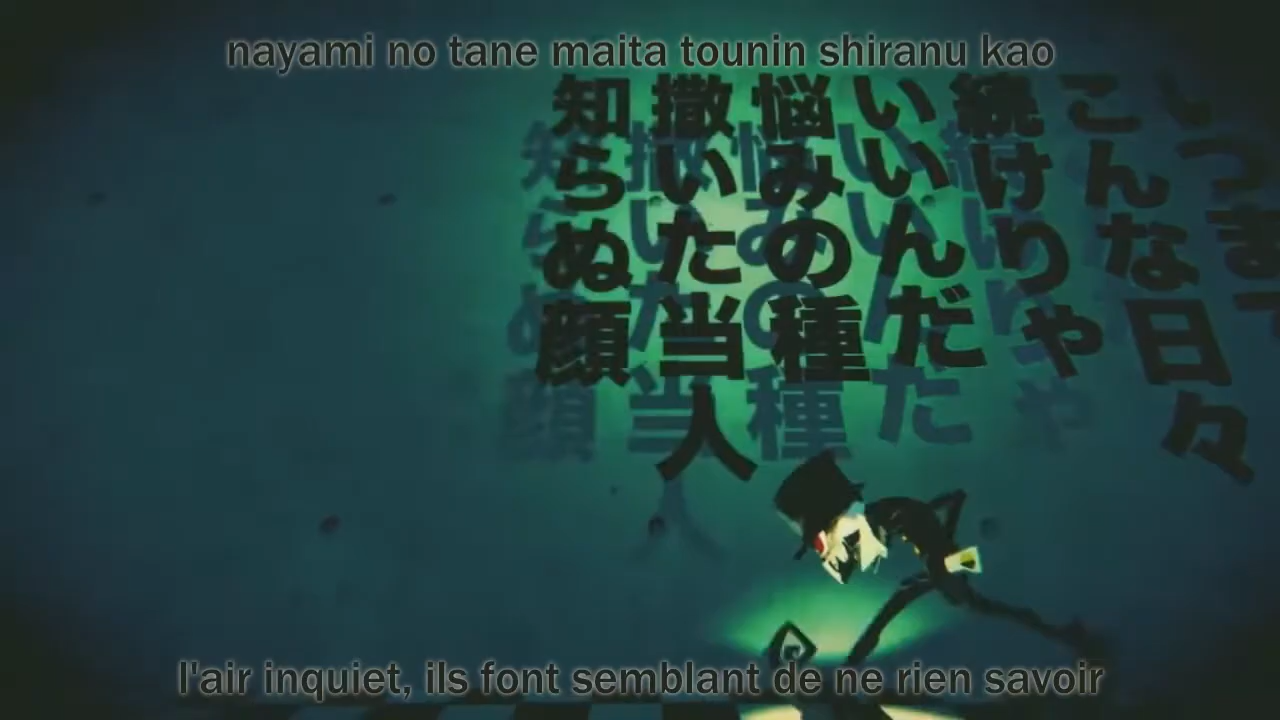 nayami no tane maita tounin shiranu kao
いつまで
こんな日々
続けりゃ
いいんだ
悩みの種
撒いた当人
知らぬ顔
l'air inquiet, ils font semblant de ne rien savoir